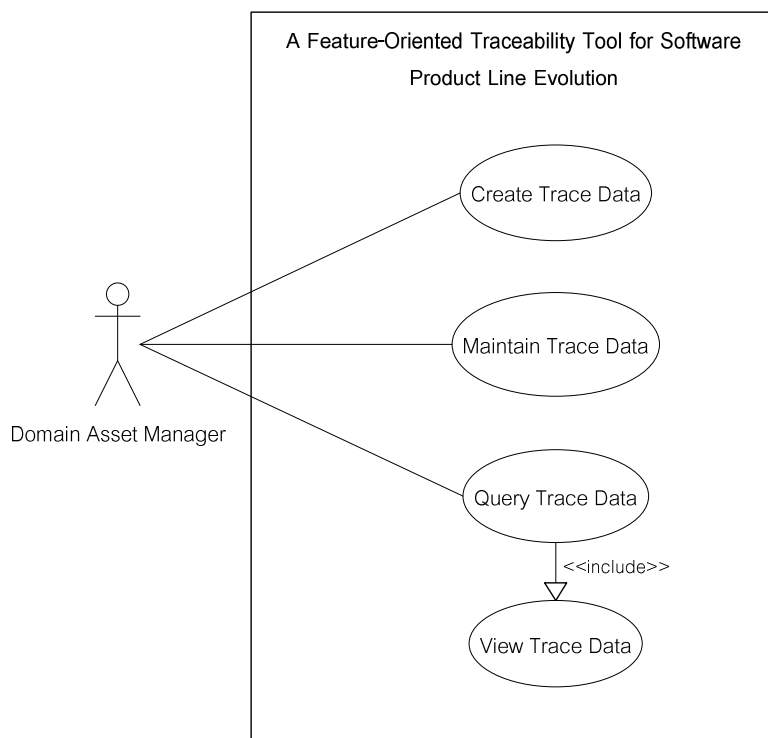 A Feature-Oriented Traceability Tool for Software
Product Line Evolution
Create Trace Data
Maintain Trace Data
Domain Asset Manager
Query Trace Data
<<include>>
View Trace Data